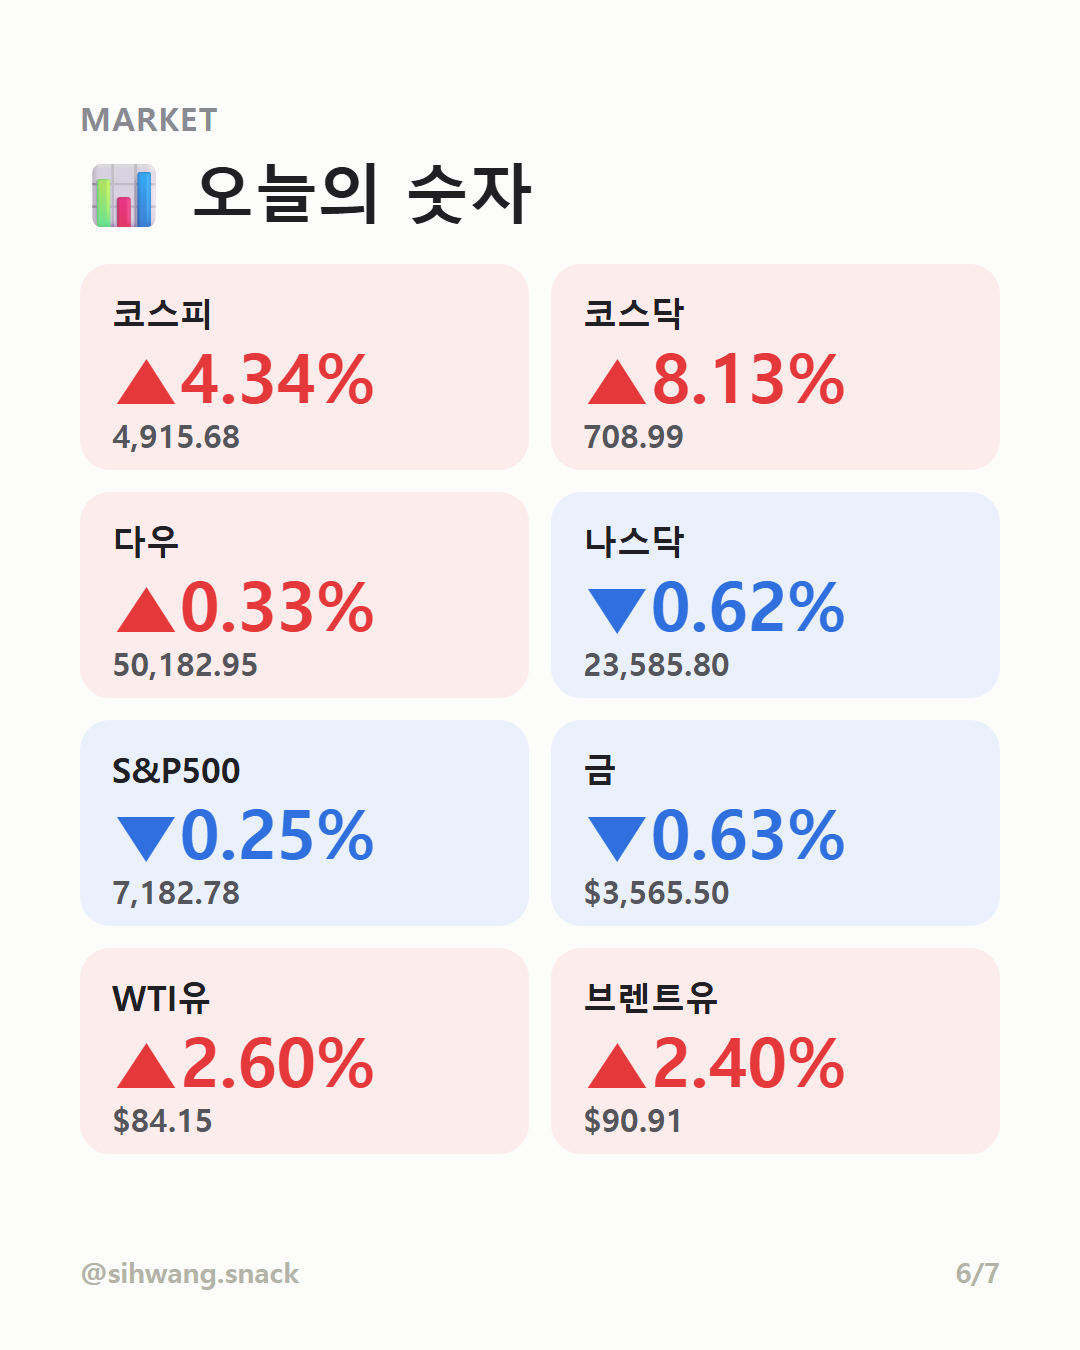 MARKET
오늘의 숫자
코스피
▲4.34%
4,915.68
코스닥
▲8.13%
708.99
다우
▲0.33%
50,182.95
나스닥
▼0.62%
23,585.80
S&P500
▼0.25%
7,182.78
금
▼0.63%
$3,565.50
WTI유
▲2.60%
$84.15
브렌트유
▲2.40%
$90.91
@sihwang.snack
6/7